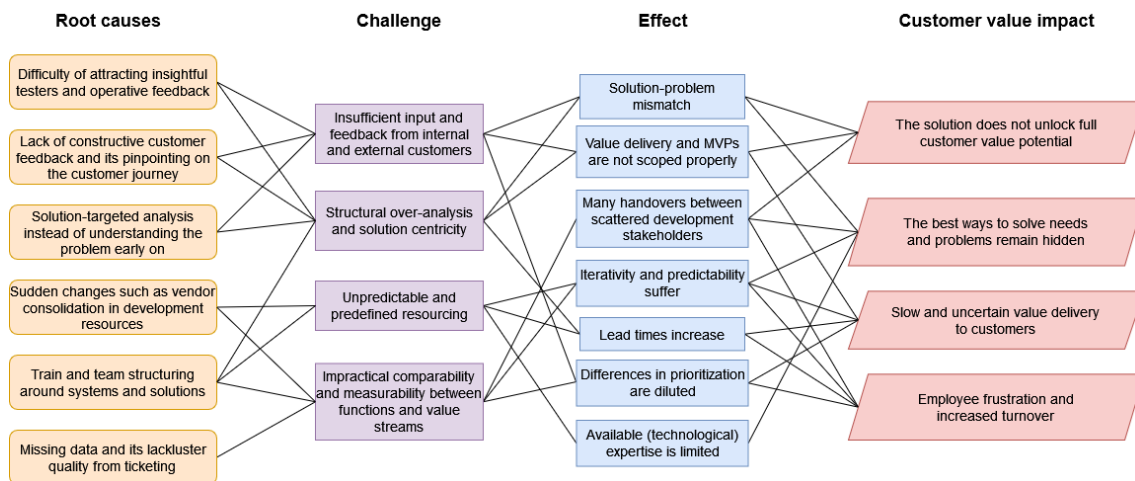 Root causes
Challenge
Effect
Customer value impact
Difficulty of attracting insightful
testers and operative feedback
Lack of constructive customer
feedback and its pinpointing on
the customer journey
Solution-targeted analysis
instead of understanding the
problem early on
Sudden changes such as vendor
consolidation in development
resources
Train and team structuring
around systems and solutions
Missing data and its lackluster
quality from ticketing
Insufficient input and
feedback from internal
and external customers
Structural over-analysis
and solution centricity
Unpredictable and
predefined resourcing
Impractical comparability
and measurability between
functions and value
streams
Solution-problem
mismatch
Value delivery and MVPs
are not scoped properly
Many handovers between
scattered development
stakeholders
Iterativity and predictability
suffer
Lead times increase
Differences in prioritization
are diluted
Available (technological)
expertise is limited
The solution does not unlock full
customer value potential
The best ways to solve needs
and problems remain hidden
Slow and uncertain value delivery
to customers
Employee frustration and
increased turnover